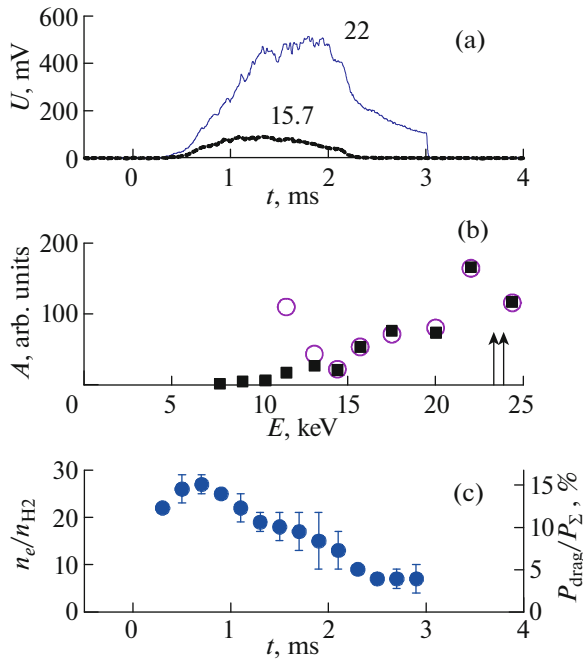 600
400
200
0
U, mV
22
(a)
15.7
0 1 2 3 4
t, ms
200
100
0
A, arb. units
(b)
5 10 15 20 25
E, keV
30
20
10
0
nₑ/n_H2
(c)
15
10
5
0
P_drag/P_Σ, %
0 1 2 3 4
t, ms